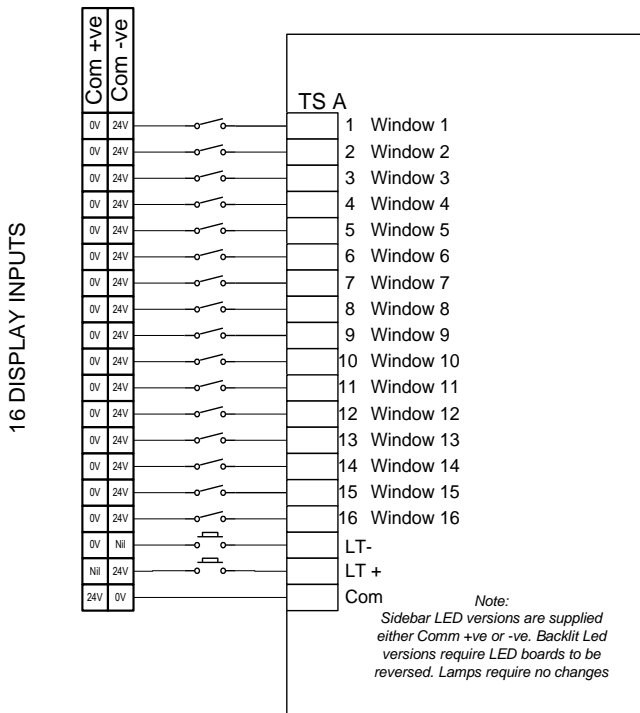 16 DISPLAY INPUTS
Com +ve
Com -ve
TS A
0V 24V 1 Window 1
0V 24V 2 Window 2
0V 24V 3 Window 3
0V 24V 4 Window 4
0V 24V 5 Window 5
0V 24V 6 Window 6
0V 24V 7 Window 7
0V 24V 8 Window 8
0V 24V 9 Window 9
0V 24V 10 Window 10
0V 24V 11 Window 11
0V 24V 12 Window 12
0V 24V 13 Window 13
0V 24V 14 Window 14
0V 24V 15 Window 15
0V 24V 16 Window 16
0V Nil LT-
Nil 24V LT +
24V 0V Com
Note:
Sidebar LED versions are supplied
either Comm +ve or -ve. Backlit Led
versions require LED boards to be
reversed. Lamps require no changes